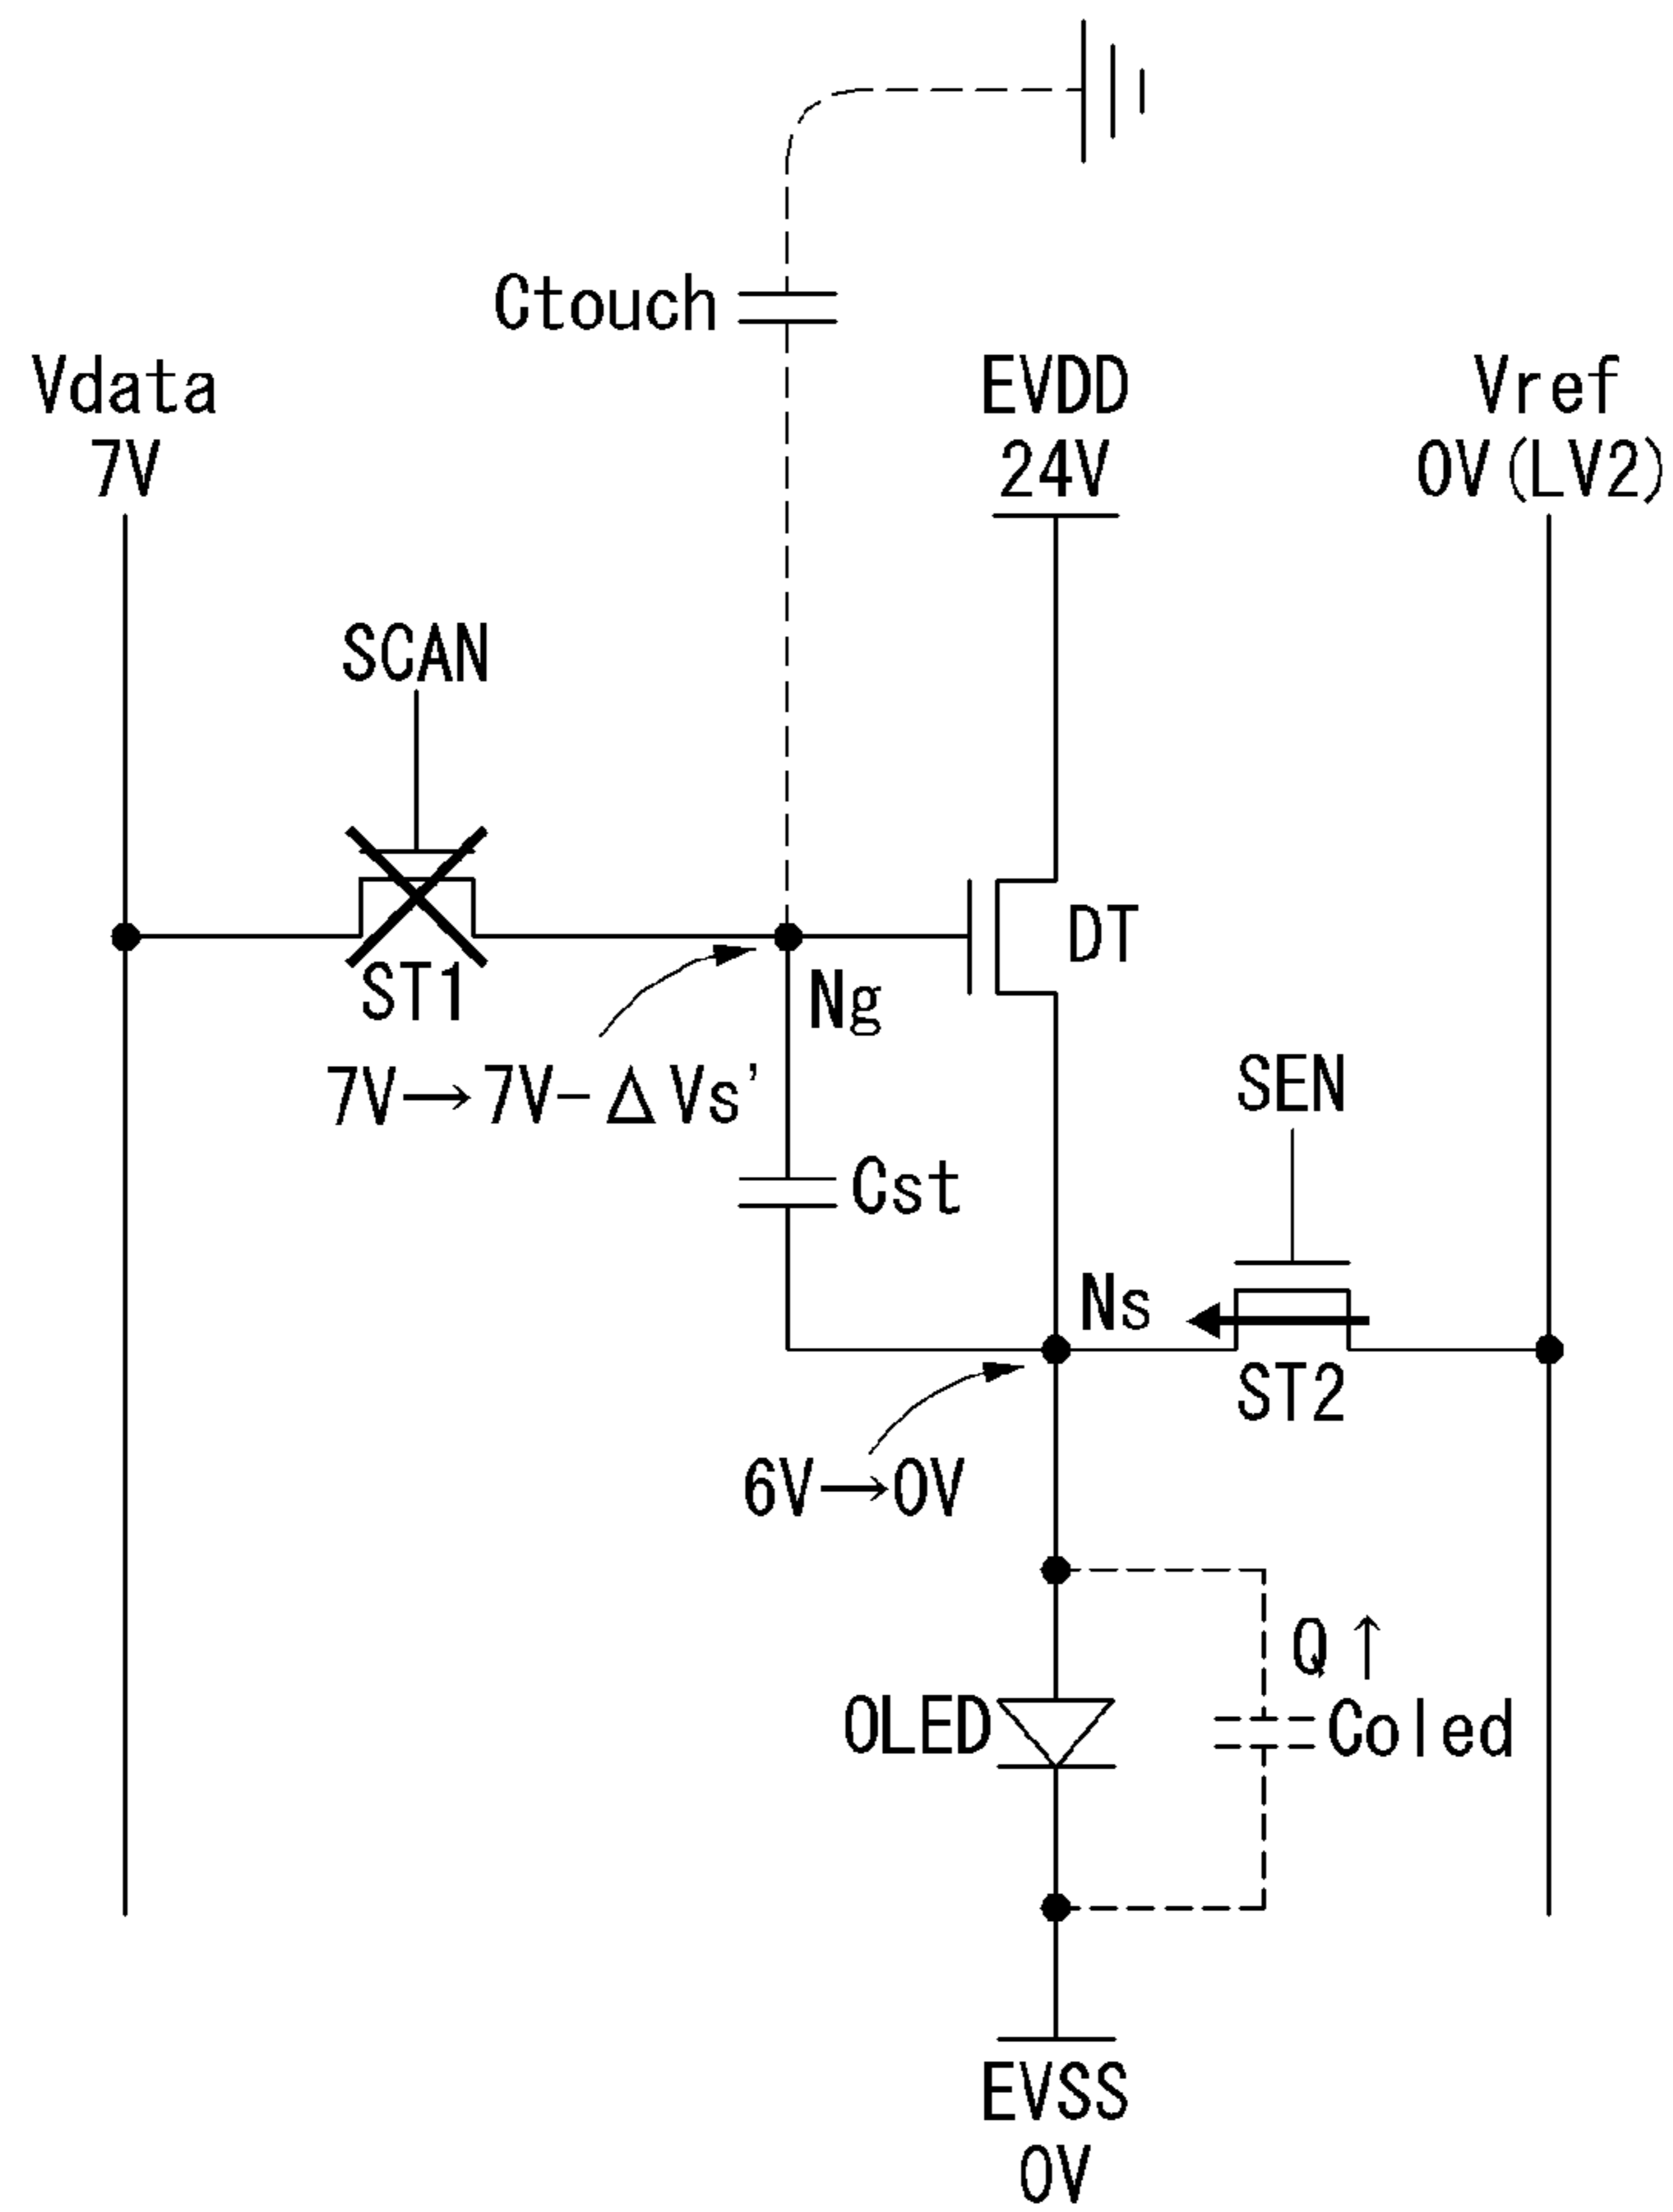 Ctouch
Vdata
7V
EVDD
24V
Vref
0V(LV2)
SCAN
ST1
DT
Ng
7V→7V-ΔVs'
SEN
Cst
Ns
ST2
6V→0V
Q↑
OLED
Coled
EVSS
0V